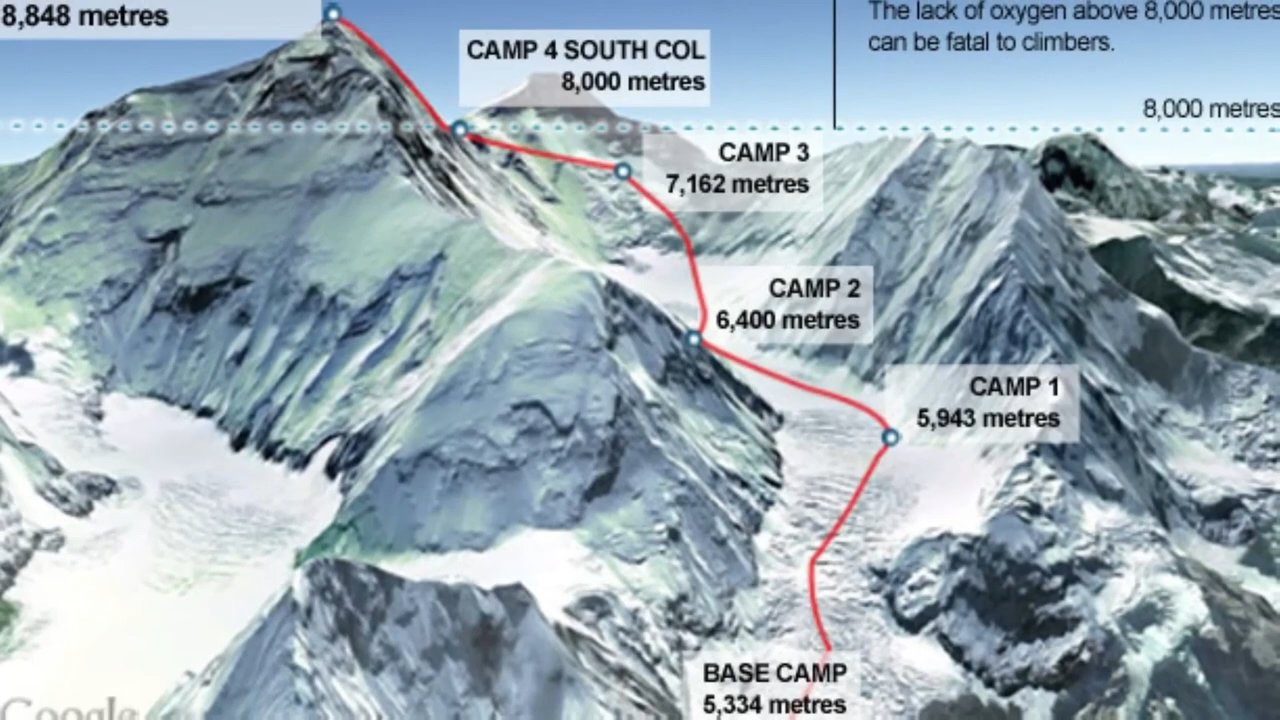 8,848 metres
The lack of oxygen above 8,000 metres
can be fatal to climbers.
CAMP 4 SOUTH COL
8,000 metres
8,000 metres
CAMP 3
7,162 metres
CAMP 2
6,400 metres
CAMP 1
5,943 metres
BASE CAMP
5,334 metres
Google